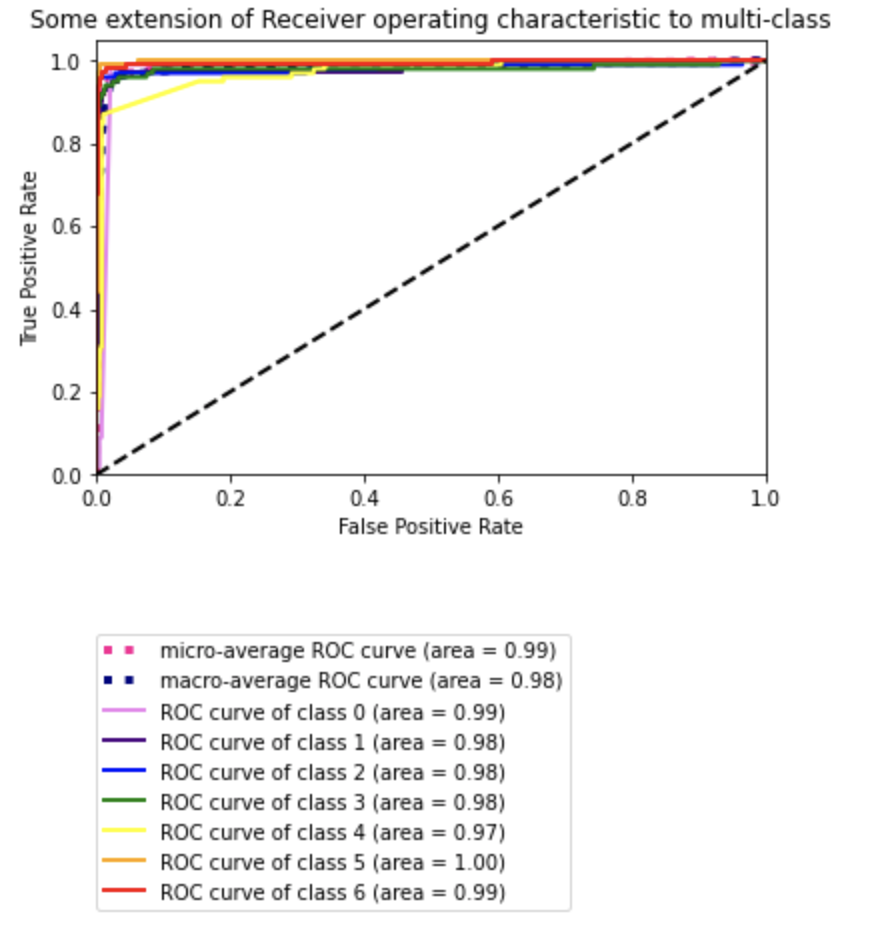 Some extension of Receiver operating characteristic to multi-class
1.0
0.8
0.6
0.4
0.2
0.0
True Positive Rate
0.0 0.2 0.4 0.6 0.8 1.0
False Positive Rate
micro-average ROC curve (area = 0.99)
macro-average ROC curve (area = 0.98)
ROC curve of class 0 (area = 0.99)
ROC curve of class 1 (area = 0.98)
ROC curve of class 2 (area = 0.98)
ROC curve of class 3 (area = 0.98)
ROC curve of class 4 (area = 0.97)
ROC curve of class 5 (area = 1.00)
ROC curve of class 6 (area = 0.99)